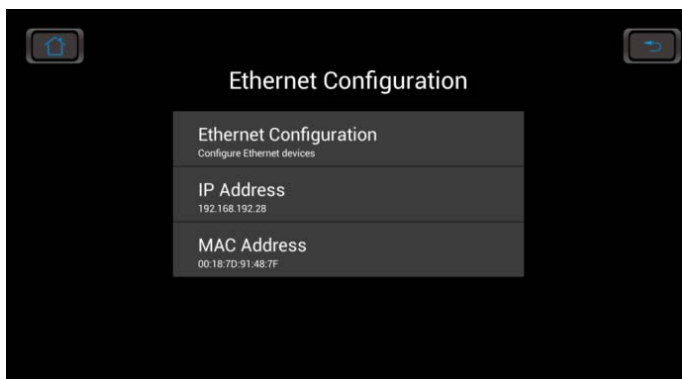 Ethernet Configuration
Ethernet Configuration
Configure Ethernet devices
IP Address
192.168.192.28
MAC Address
00:18:7D:91:48:7F